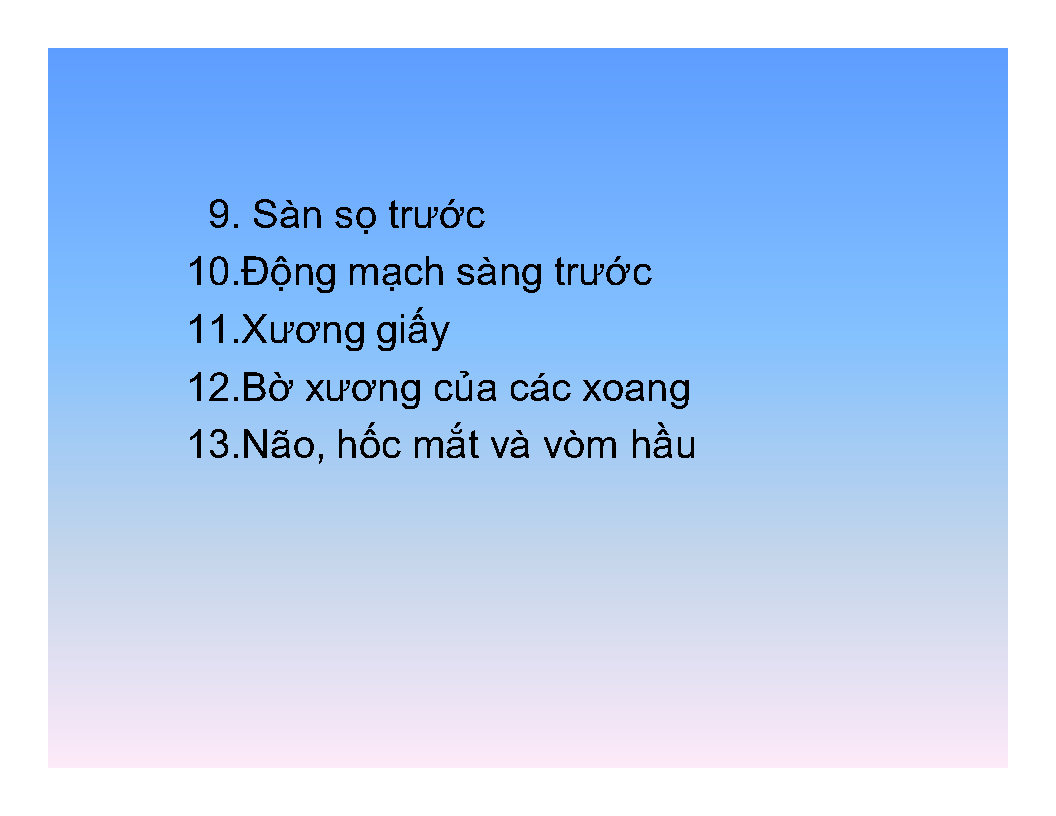 9. Sàn sọ trước
10.Động mạch sàng trước
11.Xương giấy
12.Bờ xương của các xoang
13.Não, hốc mắt và vòm hầu